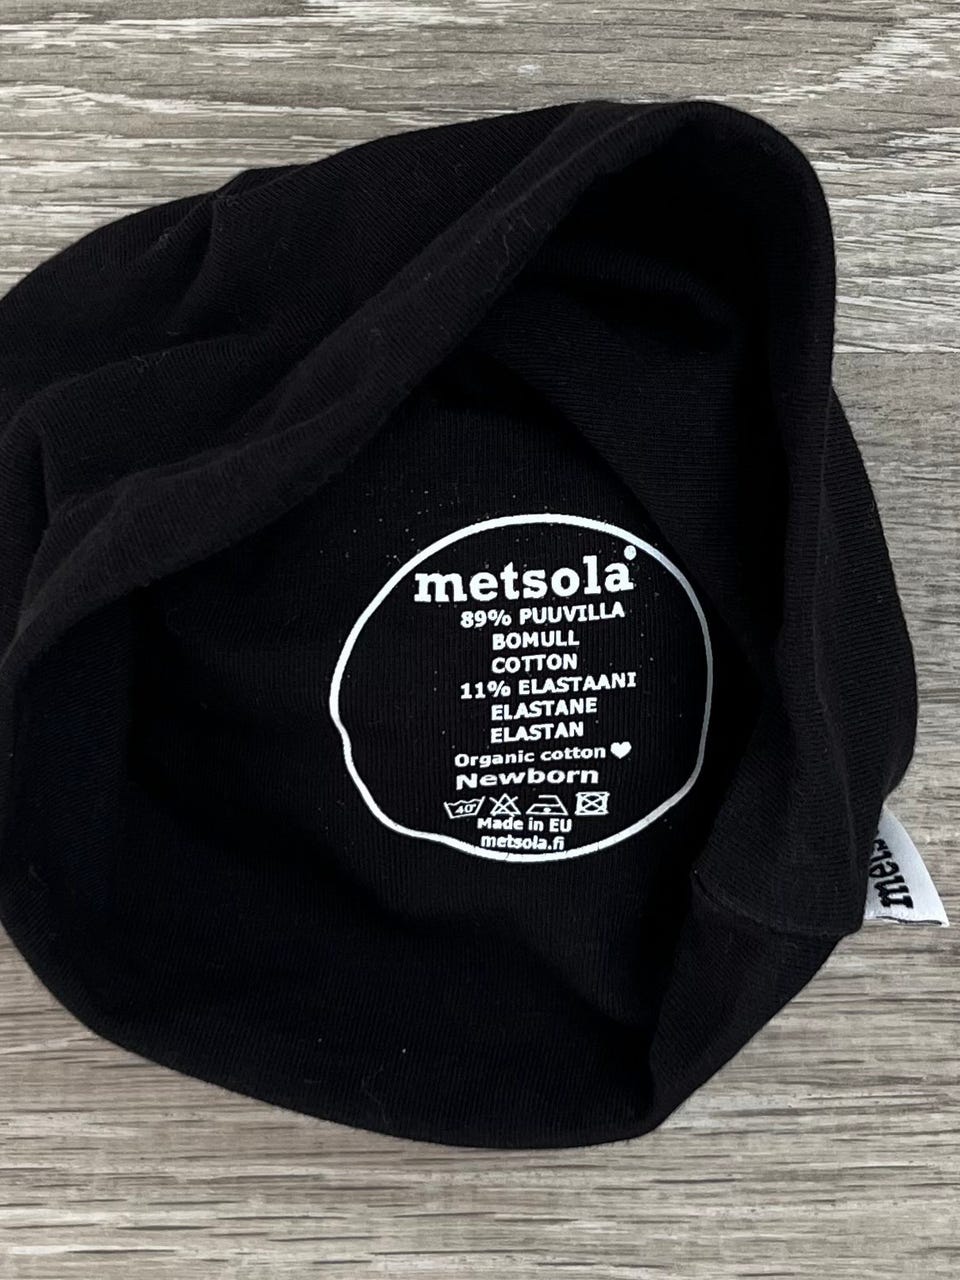 metsola
89% PUUVILLA
BOMULL
COTTON
11% ELASTAANI
ELASTANE
ELASTAN
Organic cotton ♥
Newborn
40°
Made in EU
metsola.fi